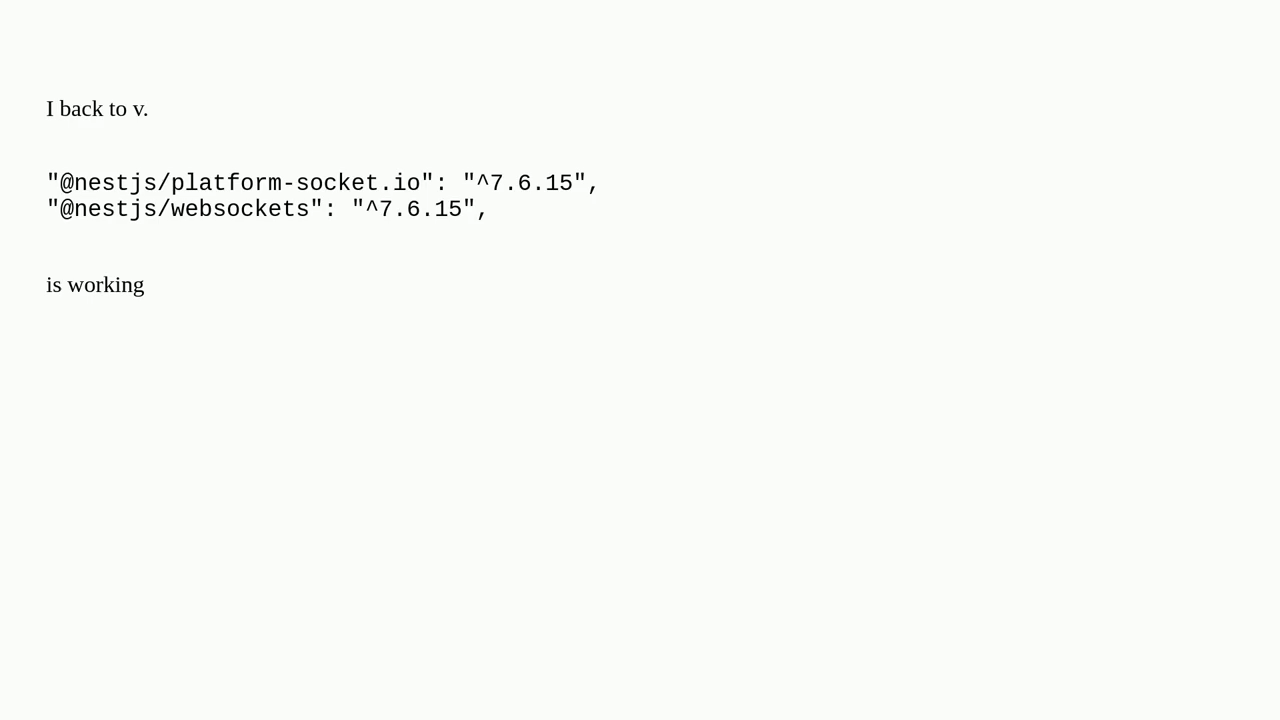 I back to v.
"@nestjs/platform-socket.io": "^7.6.15",
"@nestjs/websockets": "^7.6.15",
is working